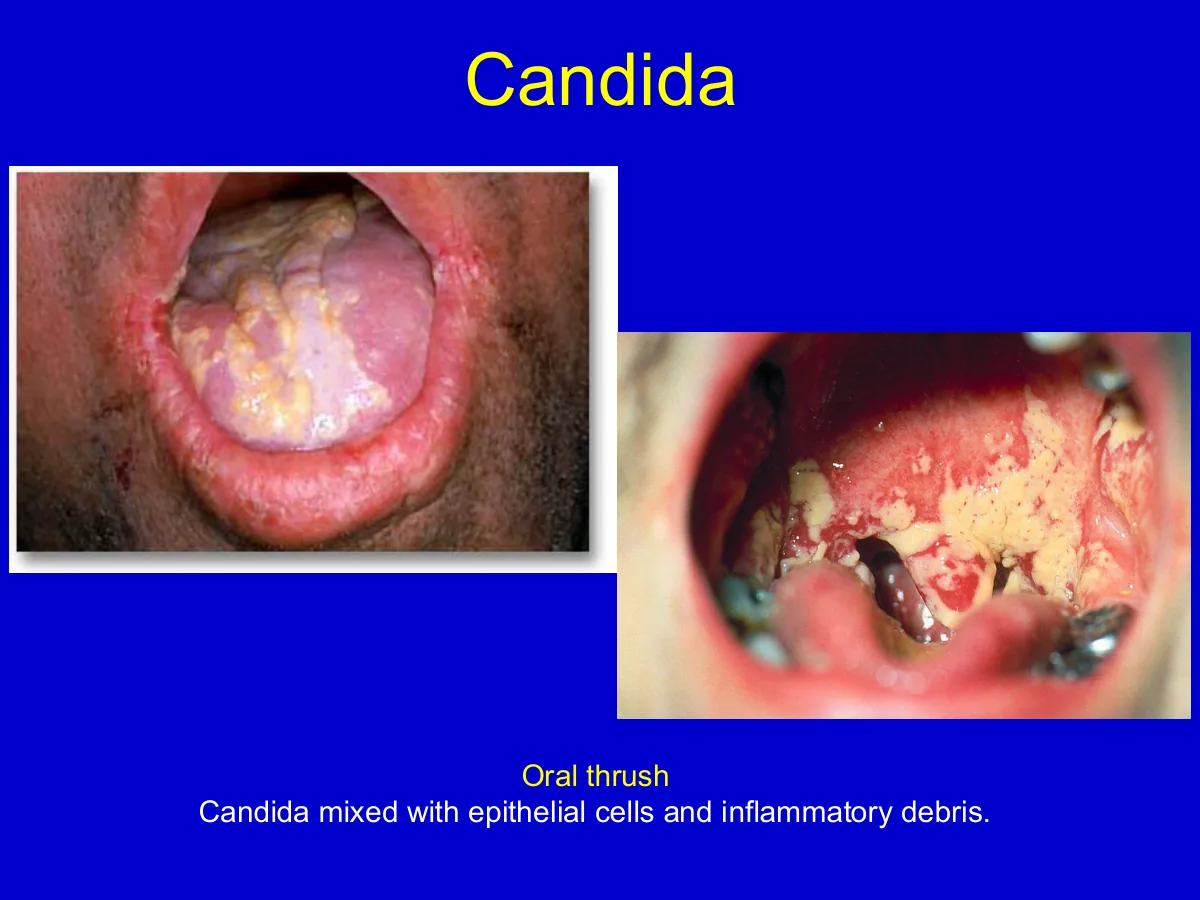 Candida
Oral thrush
Candida mixed with epithelial cells and inflammatory debris.